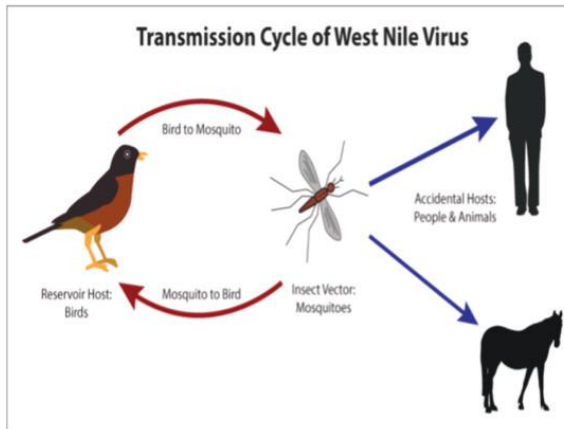 Transmission Cycle of West Nile Virus
Bird to Mosquito
Accidental Hosts:
People & Animals
Mosquito to Bird
Insect Vector:
Mosquitoes
Reservoir Host:
Birds